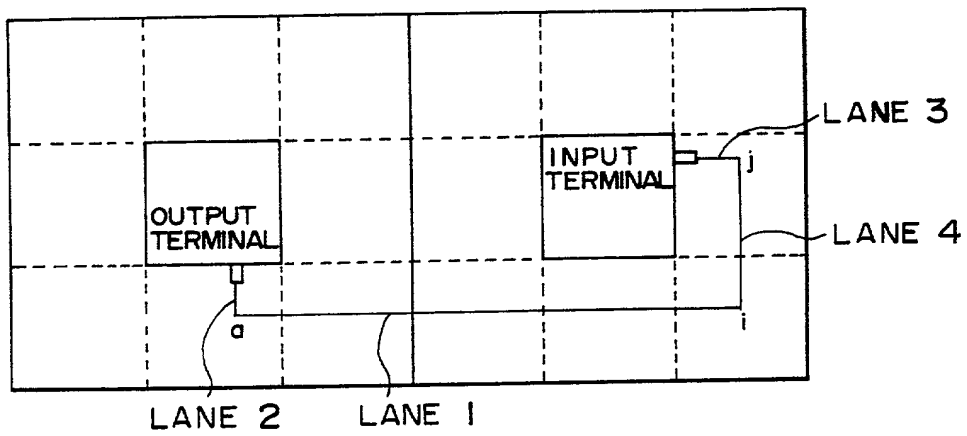 LANE 3
INPUT
TERMINAL
j
OUTPUT
TERMINAL
LANE 4
a
i
LANE 2
LANE 1